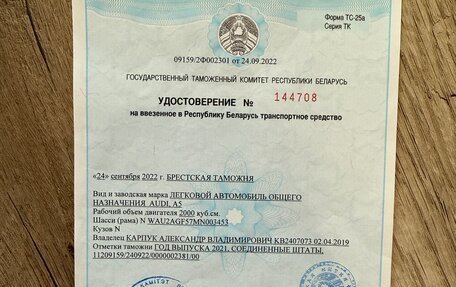 Форма ТС-25а
Серия ТК
09159/2Ф002301 от 24.09.2022
ГОСУДАРСТВЕННЫЙ ТАМОЖЕННЫЙ КОМИТЕТ РЕСПУБЛИКИ БЕЛАРУСЬ
УДОСТОВЕРЕНИЕ № 144708
на ввезенное в Республику Беларусь транспортное средство
«24» сентября 2022 г. БРЕСТСКАЯ ТАМОЖНЯ
Вид и заводская марка ЛЕГКОВОЙ АВТОМОБИЛЬ ОБЩЕГО
НАЗНАЧЕНИЯ AUDI, A5
Рабочий объем двигателя 2000 куб.см.
Шасси (рама) N WAU2AGF57MN003453
Кузов N
Владелец КАРПУК АЛЕКСАНДР ВЛАДИМИРОВИЧ КВ2407073 02.04.2019
Отметки таможни ГОД ВЫПУСКА 2021, СОЕДИНЕННЫЕ ШТАТЫ,
11209159/240922/0000002381/00